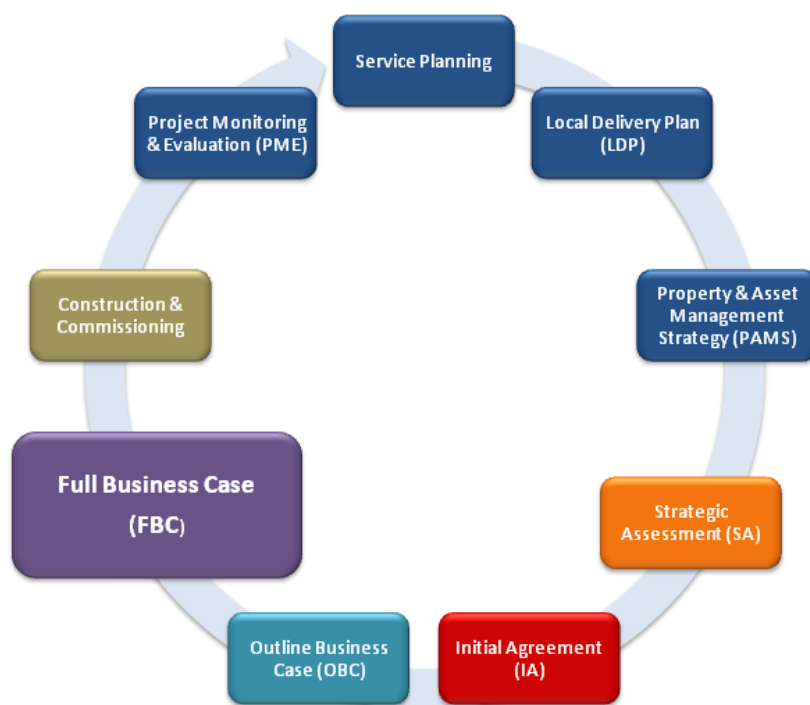 Service Planning
Local Delivery Plan
(LDP)
Property & Asset
Management
Strategy (PAMS)
Strategic
Assessment (SA)
Initial Agreement
(IA)
Outline Business
Case (OBC)
Full Business Case
(FBC)
Construction &
Commissioning
Project Monitoring
& Evaluation (PME)